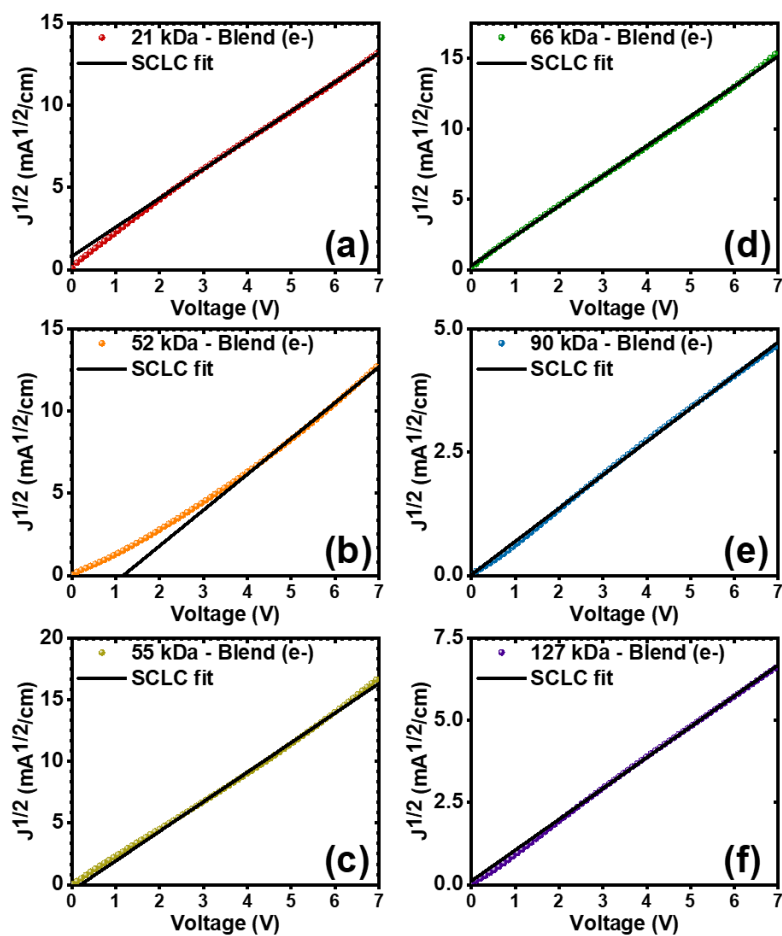 21 kDa - Blend (e-)
SCLC fit
J1/2 (mA1/2/cm)
15
10
5
0
(a)
0 1 2 3 4 5 6 7
Voltage (V)
66 kDa - Blend (e-)
SCLC fit
J1/2 (mA1/2/cm)
15
10
5
0
(d)
0 1 2 3 4 5 6 7
Voltage (V)
52 kDa - Blend (e-)
SCLC fit
J1/2 (mA1/2/cm)
15
10
5
0
(b)
0 1 2 3 4 5 6 7
Voltage (V)
90 kDa - Blend (e-)
SCLC fit
J1/2 (mA1/2/cm)
5.0
2.5
0.0
(e)
0 1 2 3 4 5 6 7
Voltage (V)
55 kDa - Blend (e-)
SCLC fit
J1/2 (mA1/2/cm)
20
15
10
5
0
(c)
0 1 2 3 4 5 6 7
Voltage (V)
127 kDa - Blend (e-)
SCLC fit
J1/2 (mA1/2/cm)
7.5
5.0
2.5
0.0
(f)
0 1 2 3 4 5 6 7
Voltage (V)